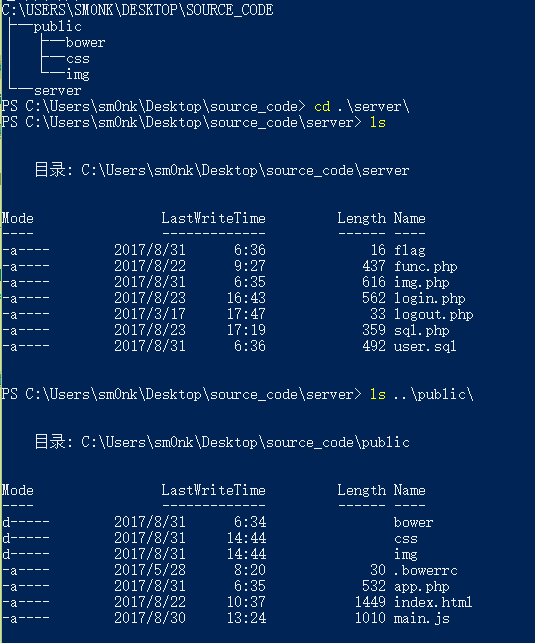 C:\USERS\SM0NK\DESKTOP\SOURCE_CODE
├──public
│ ├──bower
│ ├──css
│ └──img
└──server
PS C:\Users\sm0nk\Desktop\source_code> cd .\server\
PS C:\Users\sm0nk\Desktop\source_code\server> ls
目录: C:\Users\sm0nk\Desktop\source_code\server
Mode LastWriteTime Length Name
---- ------------- ------ ----
-a---- 2017/8/31 6:36 16 flag
-a---- 2017/8/22 9:27 437 func.php
-a---- 2017/8/31 6:35 616 img.php
-a---- 2017/8/23 16:43 562 login.php
-a---- 2017/3/17 17:47 33 logout.php
-a---- 2017/8/23 17:19 359 sql.php
-a---- 2017/8/31 6:36 492 user.sql
PS C:\Users\sm0nk\Desktop\source_code\server> ls ..\public\
目录: C:\Users\sm0nk\Desktop\source_code\public
Mode LastWriteTime Length Name
---- ------------- ------ ----
d----- 2017/8/31 6:34 bower
d----- 2017/8/31 14:44 css
d----- 2017/8/31 14:44 img
-a---- 2017/5/28 8:20 30 .bowerrc
-a---- 2017/8/31 6:35 532 app.php
-a---- 2017/8/22 10:37 1449 index.html
-a---- 2017/8/30 13:24 1010 main.js